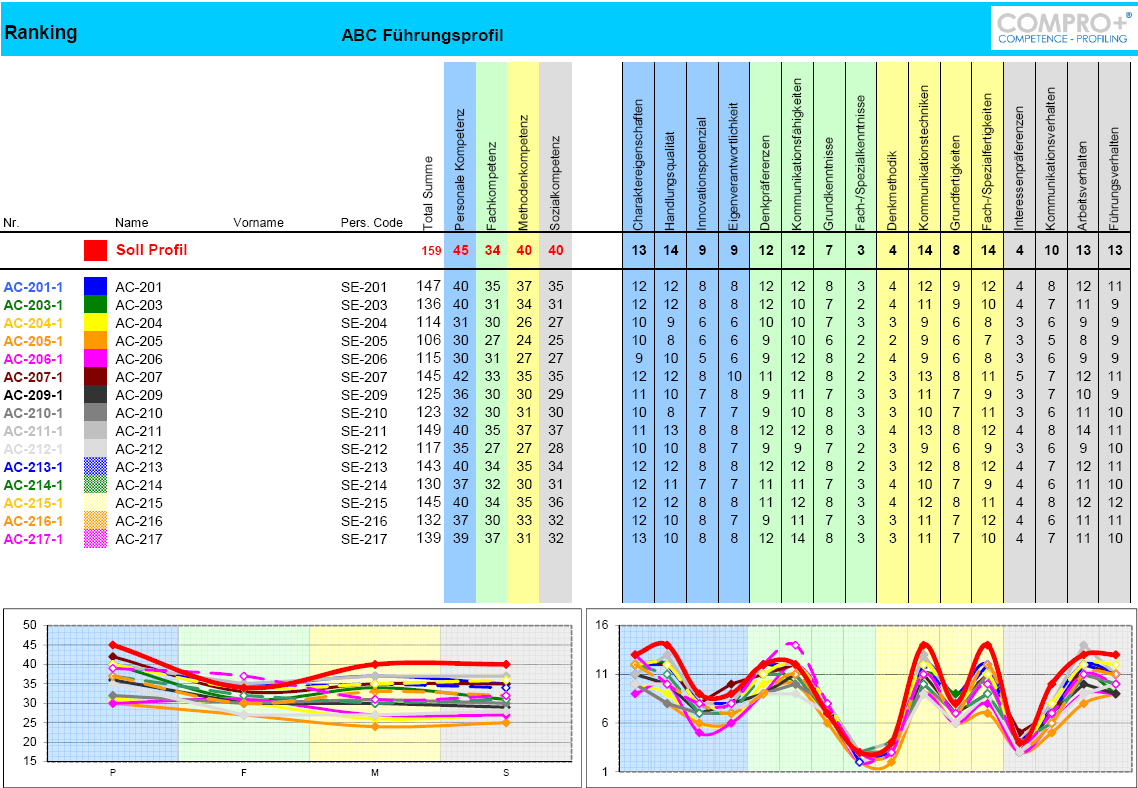 Ranking ABC Führungsprofil COMPRO+®
COMPETENCE - PROFILING
Nr. Name Vorname Pers. Code Total Summe Personale Kompetenz Fachkompetenz Methodenkompetenz Sozialkompetenz Charaktereigenschaften Handlungsqualität Innovationspotenzial Eigenverantwortlichkeit Denkpräferenzen Kommunikationsfähigkeiten Grundkenntnisse Fach-/Spezialkenntnisse Denkmethodik Kommunikationstechniken Grundfertigkeiten Fach-/Spezialfertigkeiten Interessenpräferenzen Kommunikationsverhalten Arbeitsverhalten Führungsverhalten
Soll Profil 159 45 34 40 40 13 14 9 9 12 12 7 3 4 14 8 14 4 10 13 13
AC-201-1 AC-201 SE-201 147 40 35 37 35 12 12 8 8 12 12 8 3 4 12 9 12 4 8 12 11
AC-203-1 AC-203 SE-203 136 40 31 34 31 12 12 8 8 12 10 7 2 4 11 9 10 4 7 11 9
AC-204-1 AC-204 SE-204 114 31 30 26 27 10 9 6 6 10 10 7 3 3 9 6 8 3 6 9 9
AC-205-1 AC-205 SE-205 106 30 27 24 25 10 8 6 6 9 10 6 2 2 9 6 7 3 5 8 9
AC-206-1 AC-206 SE-206 115 30 31 27 27 9 10 5 6 9 12 8 2 4 9 6 8 3 6 9 9
AC-207-1 AC-207 SE-207 145 42 33 35 35 12 12 8 10 11 12 8 2 3 13 8 11 5 7 12 11
AC-209-1 AC-209 SE-209 125 36 30 30 29 11 10 7 8 9 11 7 3 3 11 7 9 3 7 10 9
AC-210-1 AC-210 SE-210 123 32 30 31 30 10 8 7 7 9 10 8 3 3 10 7 11 3 6 11 10
AC-211-1 AC-211 SE-211 149 40 35 37 37 11 13 8 8 12 12 8 3 4 13 8 12 4 8 14 11
AC-212-1 AC-212 SE-212 117 35 27 27 28 10 10 8 7 9 9 7 2 3 9 6 9 3 6 9 10
AC-213-1 AC-213 SE-213 143 40 34 35 34 12 12 8 8 12 12 8 2 3 12 8 12 4 7 12 11
AC-214-1 AC-214 SE-214 130 37 32 30 31 12 11 7 7 11 11 7 3 4 10 7 9 4 6 11 10
AC-215-1 AC-215 SE-215 145 40 34 35 36 12 12 8 8 11 12 8 3 4 12 8 11 4 8 12 12
AC-216-1 AC-216 SE-216 132 37 30 33 32 12 10 8 7 9 11 7 3 3 11 7 12 4 6 11 11
AC-217-1 AC-217 SE-217 139 39 37 31 32 13 10 8 8 12 14 8 3 3 11 7 10 4 7 11 10
50
45
40
35
30
25
20
15
P F M S
16
11
6
1